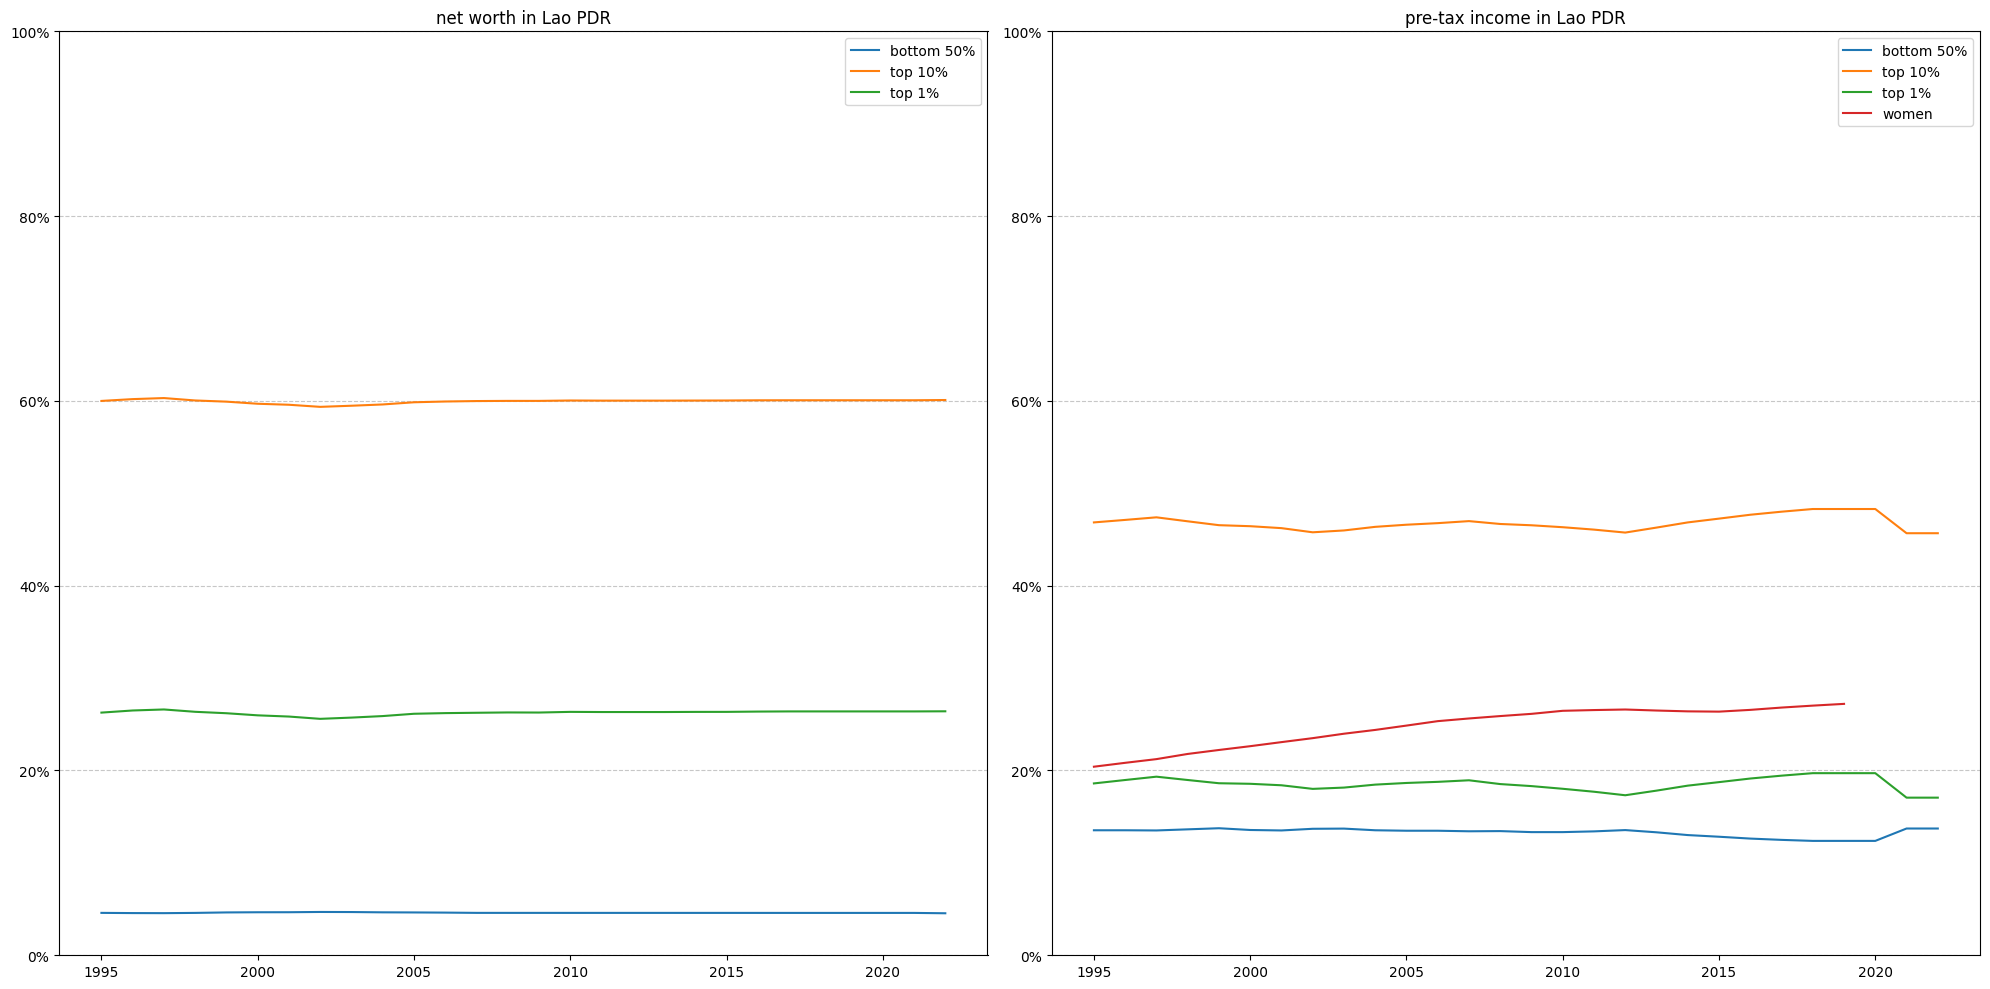 net worth in Lao PDR
100%
80%
60%
40%
20%
0%
1995 2000 2005 2010 2015 2020
bottom 50%
top 10%
top 1%
pre-tax income in Lao PDR
100%
80%
60%
40%
20%
0%
1995 2000 2005 2010 2015 2020
bottom 50%
top 10%
top 1%
women